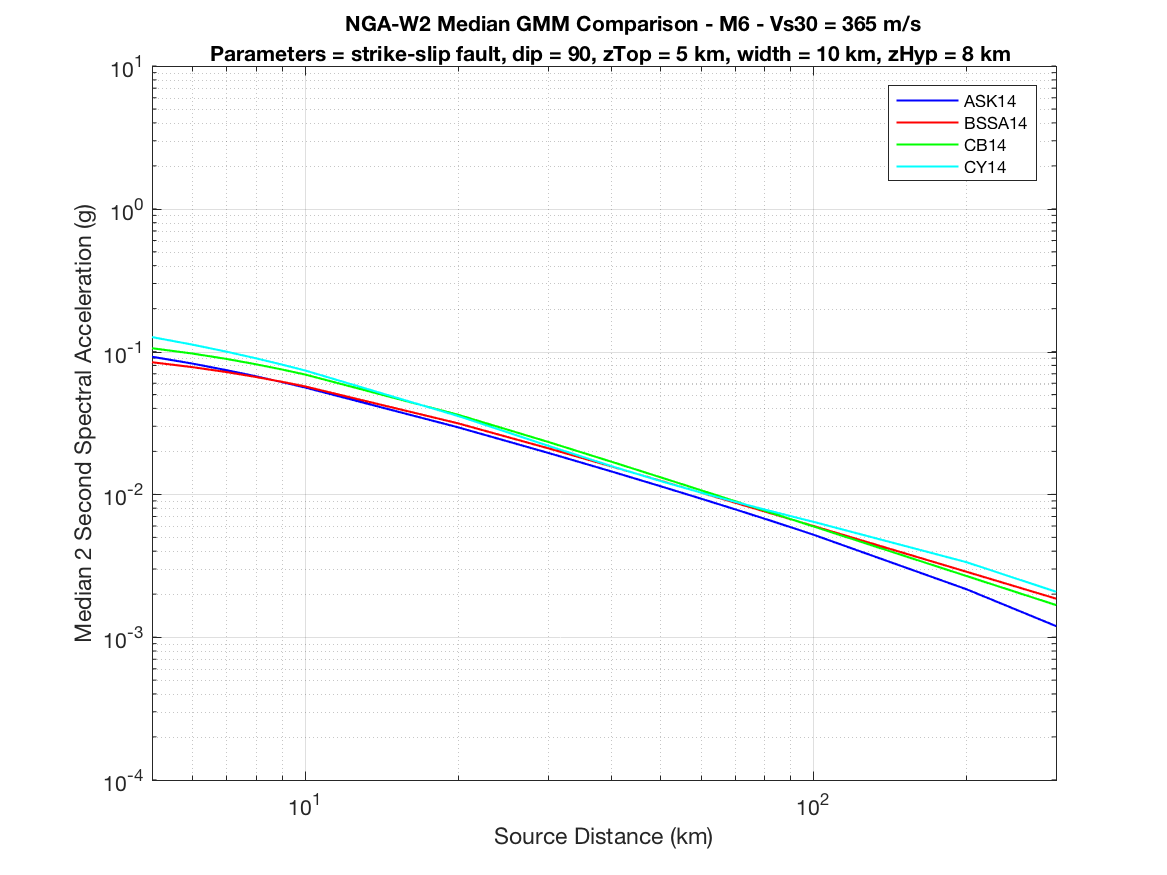 NGA-W2 Median GMM Comparison - M6 - Vs30 = 365 m/s
Parameters = strike-slip fault, dip = 90, zTop = 5 km, width = 10 km, zHyp = 8 km
ASK14
BSSA14
CB14
CY14
Median 2 Second Spectral Acceleration (g)
10^1
10^0
10^-1
10^-2
10^-3
10^-4
10^1 10^2
Source Distance (km)